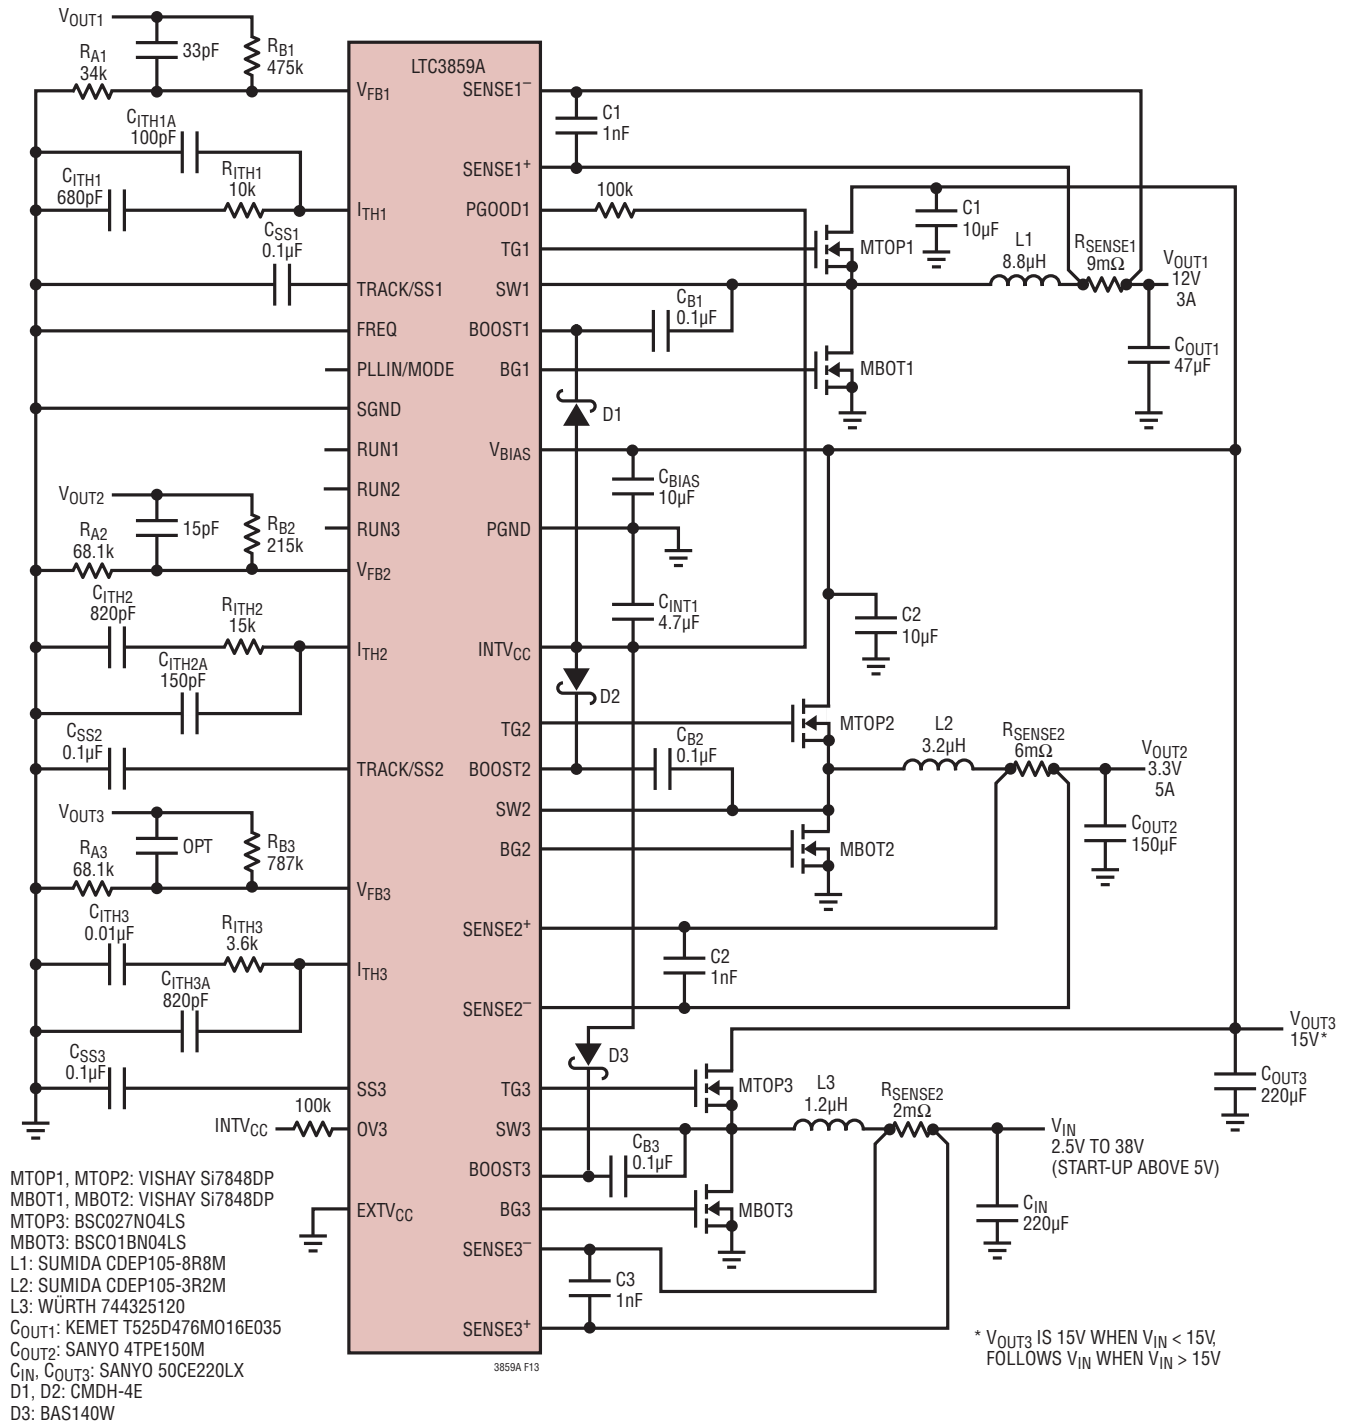 VOUT1
RA1
34k
33pF
RB1
475k
CITH1A
100pF
CITH1
680pF
RITH1
10k
CSS1
0.1µF
VOUT2
RA2
68.1k
15pF
RB2
215k
CITH2
820pF
RITH2
15k
CITH2A
150pF
CSS2
0.1µF
VOUT3
RA3
68.1k
OPT
RB3
787k
CITH3
0.01µF
RITH3
3.6k
CITH3A
820pF
CSS3
0.1µF
INTVCC
100k
LTC3859A
VFB1
ITH1
TRACK/SS1
FREQ
PLLIN/MODE
SGND
RUN1
RUN2
RUN3
VFB2
ITH2
TRACK/SS2
VFB3
ITH3
SS3
OV3
EXTVCC
SENSE1–
SENSE1+
PGOOD1
TG1
SW1
BOOST1
BG1
VBIAS
PGND
INTVCC
TG2
BOOST2
SW2
BG2
SENSE2+
SENSE2–
TG3
SW3
BOOST3
BG3
SENSE3–
SENSE3+
C1
1nF
100k
C1
10µF
MTOP1
L1
8.8µH
RSENSE1
9mΩ
VOUT1
12V
3A
CB1
0.1µF
MBOT1
COUT1
47µF
D1
CBIAS
10µF
CINT1
4.7µF
C2
10µF
D2
MTOP2
L2
3.2µH
RSENSE2
6mΩ
VOUT2
3.3V
5A
CB2
0.1µF
MBOT2
COUT2
150µF
C2
1nF
VOUT3
15V*
D3
MTOP3
L3
1.2µH
RSENSE2
2mΩ
COUT3
220µF
VIN
2.5V TO 38V
(START-UP ABOVE 5V)
CB3
0.1µF
MBOT3
CIN
220µF
C3
1nF
MTOP1, MTOP2: VISHAY Si7848DP
MBOT1, MBOT2: VISHAY Si7848DP
MTOP3: BSC027NO4LS
MBOT3: BSCO1BN04LS
L1: SUMIDA CDEP105-8R8M
L2: SUMIDA CDEP105-3R2M
L3: WÜRTH 744325120
COUT1: KEMET T525D476MO16E035
COUT2: SANYO 4TPE150M
CIN, COUT3: SANYO 50CE220LX
D1, D2: CMDH-4E
D3: BAS140W
3859A F13
* VOUT3 IS 15V WHEN VIN < 15V,
FOLLOWS VIN WHEN VIN > 15V